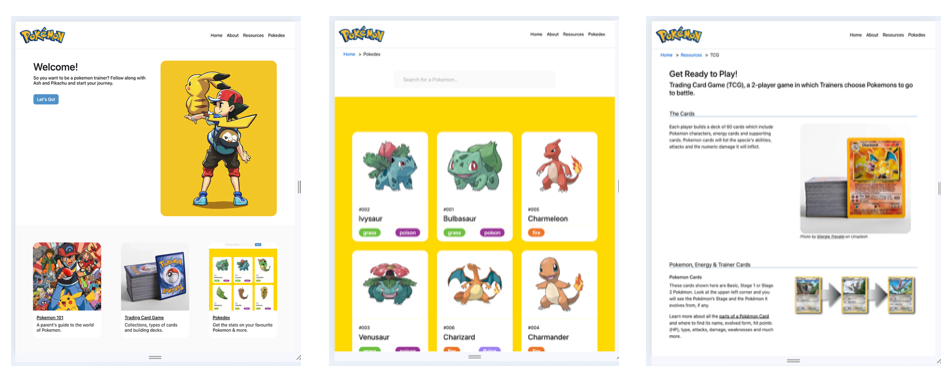 POKéMON
Home About Resources Pokedex
Welcome!
So you want to be a pokemon trainer? Follow along with
Ash and Pikachu and start your journey.
Let's Go!
Pokemon 101
A parent's guide to the world
of Pokemon.
Trading Card Game
Collections, types of cards
and building decks.
Pokedex
Get the stats on your favourite
Pokemon & more.
POKéMON
Home About Resources Pokedex
Home > Pokedex
Search for a Pokemon...
#002
Ivysaur
grass poison
#001
Bulbasaur
grass poison
#005
Charmeleon
fire
#003
Venusaur
#006
Charizard
#004
Charmander
POKéMON
Home About Resources Pokedex
Home > Resources > TCG
Get Ready to Play!
Trading Card Game (TCG), a 2-player game in which Trainers choose Pokemons to go
to battle.
The Cards
Each player builds a deck of 60 cards which include
Pokemon characters, energy cards and supporting
cards. Pokemon cards will list the specie's abilities,
attacks and the numeric damage it will inflict.
Charizard
Photo by on Unsplash
Pokemon, Energy & Trainer Cards
Pokemon Cards
These cards shown here are Basic, Stage 1 or Stage
2 Pokémon. Look at the upper left corner and you
will see the Pokémon's Stage and the Pokémon it
evolves from, if any.
Learn more about all the parts of a Pokemon Card
and where to find its name, evolved form, hit points
(HP), type, attacks, damage, weaknesses and much
more.